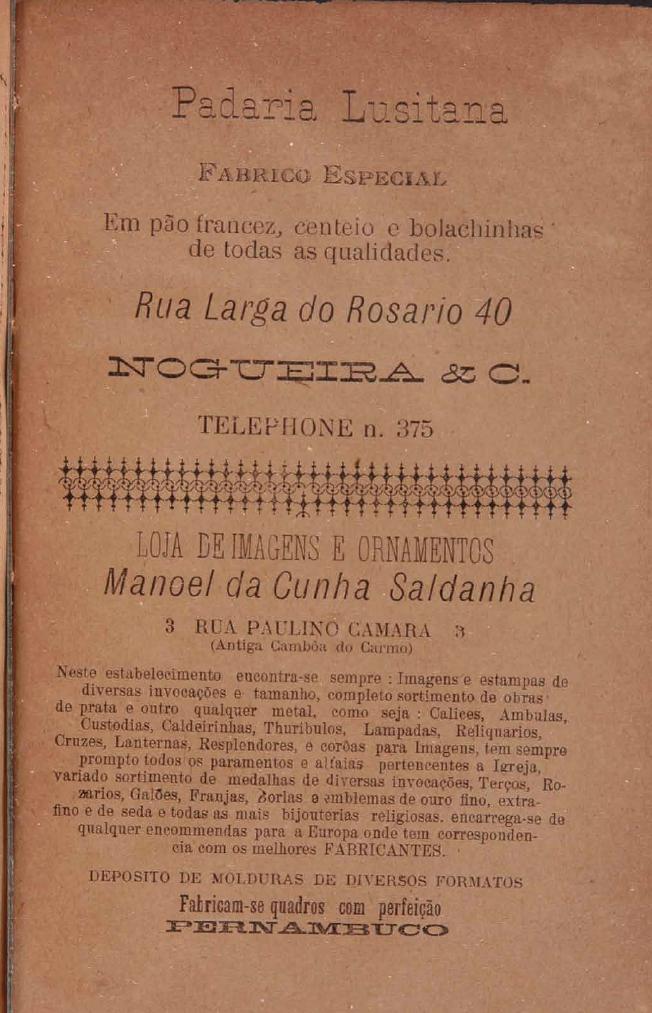 Padaria Lusitana
FABRICO ESPECIAL
Em pão francez, centeio e bolachinhas
de todas as qualidades.
Rua Larga do Rosario 40
NOGUEIRA & C.
TELEPHONE n. 375
LOJA DE IMAGENS E ORNAMENTOS
Manoel da Cunha Saldanha
3 RUA PAULINO CAMARA 3
(Antiga Cambôa do Carmo)
Neste estabelecimento encontra-se sempre : Imagens e estampas de
diversas invocações e tamanho, completo sortimento de obras
de prata e outro qualquer metal, como seja : Calices, Ambulas,
Custodias, Caldeirinhas, Thuribulos, Lampadas, Reliquarios,
Cruzes, Lanternas, Resplendores, e corôas para Imagens, tem sempre
prompto todos os paramentos e alfaias pertencentes a Igreja,
variado sortimento de medalhas de diversas invocações, Terços, Ro-
zarios, Galões, Franjas, Borlas e emblemas de ouro fino, extra-
fino e de seda e todas as mais bijouterias religiosas. encarrega-se de
qualquer encommendas para a Europa onde tem corresponden-
cia com os melhores FABRICANTES.
DEPOSITO DE MOLDURAS DE DIVERSOS FORMATOS
Fabricam-se quadros com perfeição
PERNAMBUCO